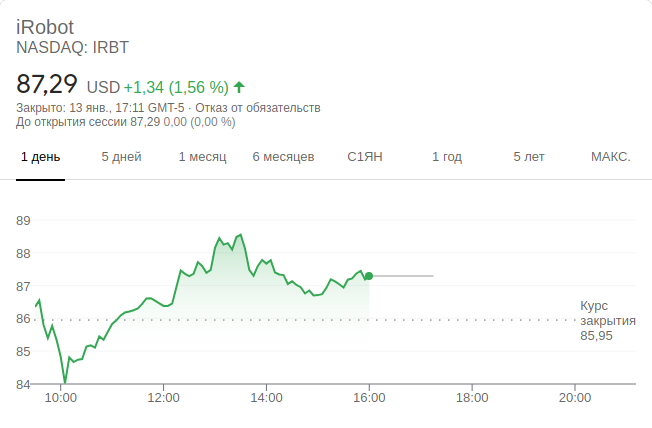 iRobot
NASDAQ: IRBT
87,29 USD +1,34 (1,56 %)
Закрыто: 13 янв., 17:11 GMT-5 · Отказ от обязательств
До открытия сессии 87,29 0,00 (0,00 %)
1 день 5 дней 1 месяц 6 месяцев С1ЯН 1 год 5 лет МАКС.
89
88
87
86
85
84
Курс
закрытия
85,95
10:00 12:00 14:00 16:00 18:00 20:00